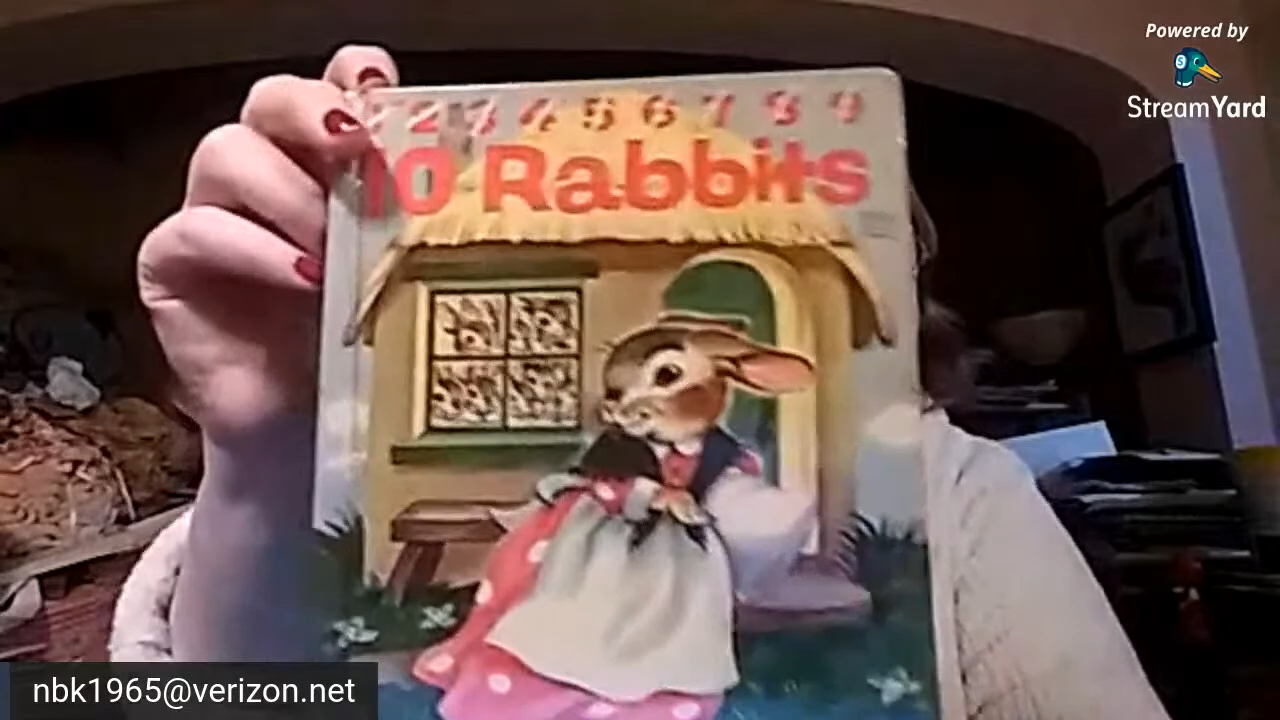 Powered by
StreamYard
1 2 3 4 5 6 7 8 9
10 Rabbits
nbk1965@verizon.net